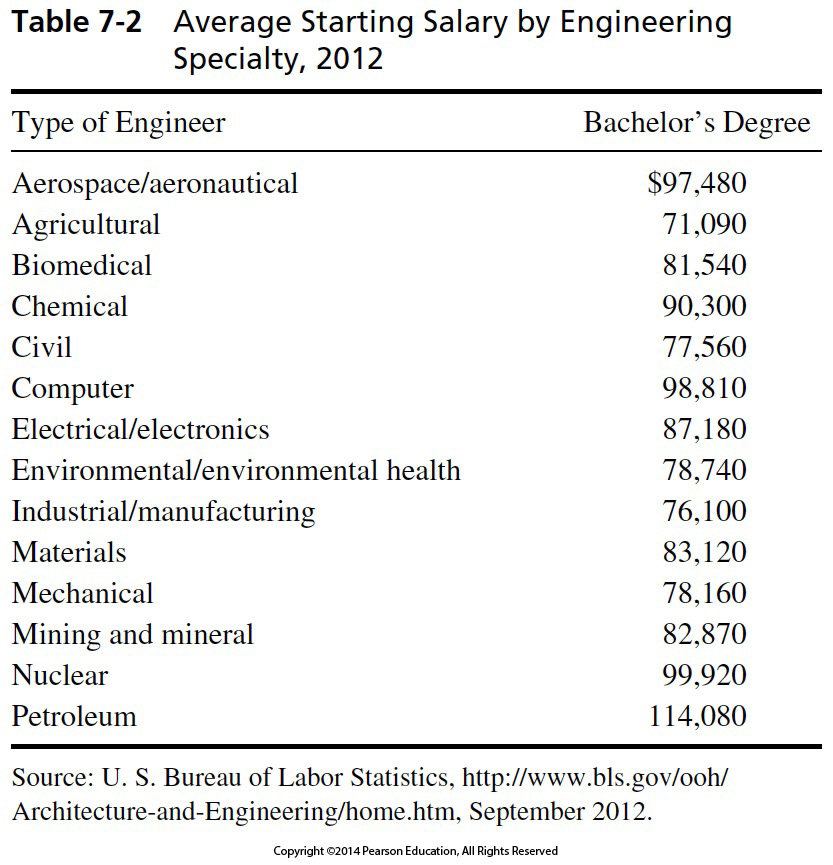 Table 7-2 Average Starting Salary by Engineering
Specialty, 2012
Type of Engineer Bachelor’s Degree
Aerospace/aeronautical $97,480
Agricultural 71,090
Biomedical 81,540
Chemical 90,300
Civil 77,560
Computer 98,810
Electrical/electronics 87,180
Environmental/environmental health 78,740
Industrial/manufacturing 76,100
Materials 83,120
Mechanical 78,160
Mining and mineral 82,870
Nuclear 99,920
Petroleum 114,080
Source: U. S. Bureau of Labor Statistics, http://www.bls.gov/ooh/
Architecture-and-Engineering/home.htm, September 2012.
Copyright ©2014 Pearson Education, All Rights Reserved